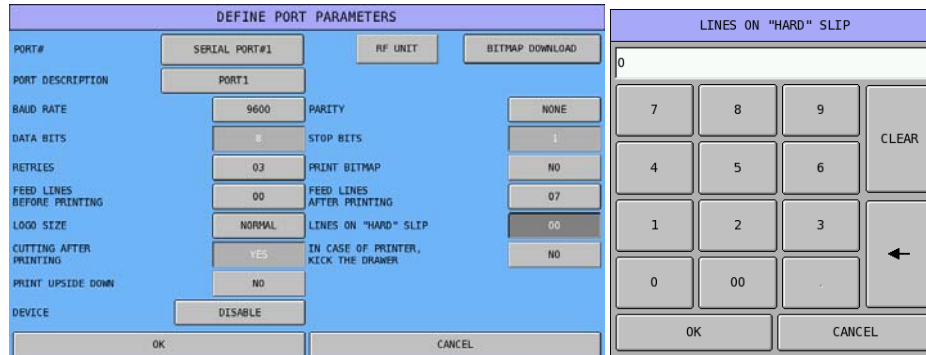 DEFINE PORT PARAMETERS
PORT# SERIAL PORT#1 RF UNIT BITMAP DOWNLOAD
PORT DESCRIPTION PORT1
BAUD RATE 9600 PARITY NONE
DATA BITS 8 STOP BITS 1
RETRIES 03 PRINT BITMAP NO
FEED LINES
BEFORE PRINTING 00 FEED LINES
AFTER PRINTING 07
LOGO SIZE NORMAL LINES ON "HARD" SLIP 00
CUTTING AFTER
PRINTING YES IN CASE OF PRINTER,
KICK THE DRAWER NO
PRINT UPSIDE DOWN NO
DEVICE DISABLE
OK CANCEL
LINES ON "HARD" SLIP
0
7 8 9 CLEAR
4 5 6
1 2 3
0 00 .
OK CANCEL